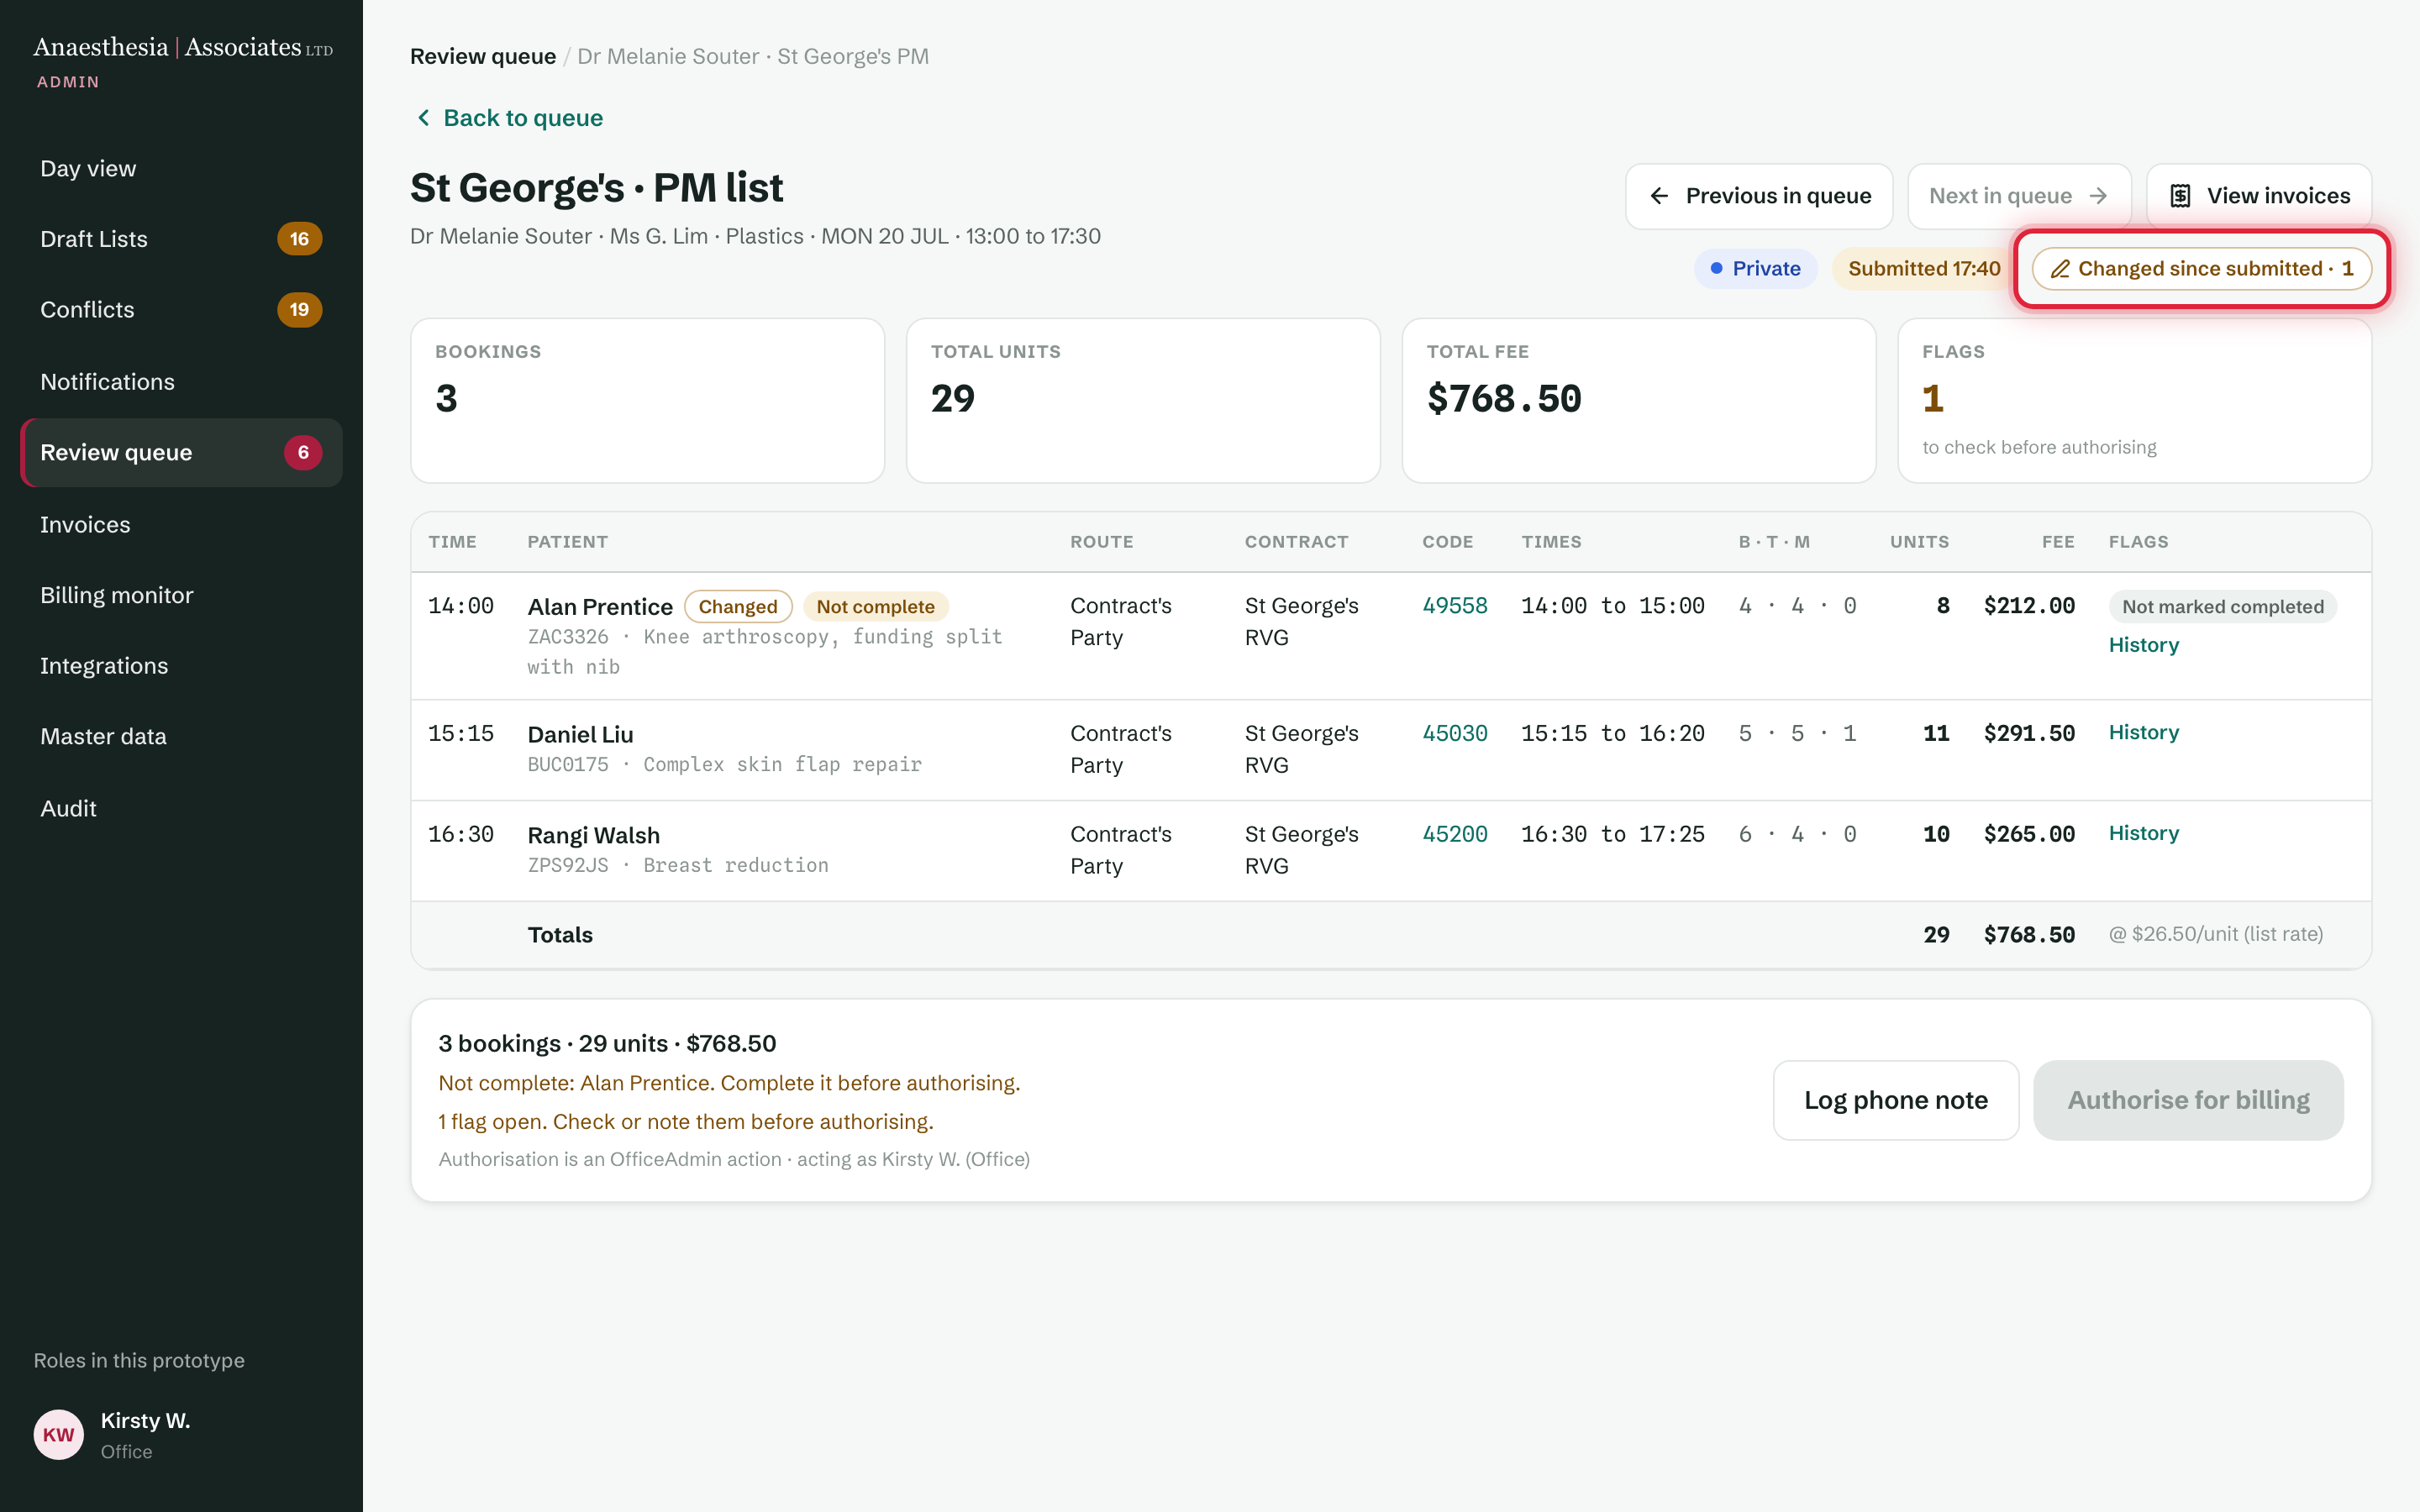 Anaesthesia | Associates LTD
ADMIN
Day view
Draft Lists 16
Conflicts 19
Notifications
Review queue 6
Invoices
Billing monitor
Integrations
Master data
Audit
Roles in this prototype
KW
Kirsty W.
Office
Review queue / Dr Melanie Souter · St George's PM
Back to queue
St George's · PM list
Dr Melanie Souter · Ms G. Lim · Plastics · MON 20 JUL · 13:00 to 17:30
Previous in queue
Next in queue
View invoices
Private
Submitted 17:40
Changed since submitted · 1
BOOKINGS
3
TOTAL UNITS
29
TOTAL FEE
$768.50
FLAGS
1
to check before authorising
TIME PATIENT ROUTE CONTRACT CODE TIMES B · T · M UNITS FEE FLAGS
14:00 Alan Prentice Changed Not complete Contract's St George's 49558 14:00 to 15:00 4 · 4 · 0 8 $212.00 Not marked completed
ZAC3326 · Knee arthroscopy, funding split Party RVG History
with nib
15:15 Daniel Liu Contract's St George's 45030 15:15 to 16:20 5 · 5 · 1 11 $291.50 History
BUC0175 · Complex skin flap repair Party RVG
16:30 Rangi Walsh Contract's St George's 45200 16:30 to 17:25 6 · 4 · 0 10 $265.00 History
ZPS92JS · Breast reduction Party RVG
Totals 29 $768.50 @ $26.50/unit (list rate)
3 bookings · 29 units · $768.50
Not complete: Alan Prentice. Complete it before authorising.
1 flag open. Check or note them before authorising.
Authorisation is an OfficeAdmin action · acting as Kirsty W. (Office)
Log phone note
Authorise for billing